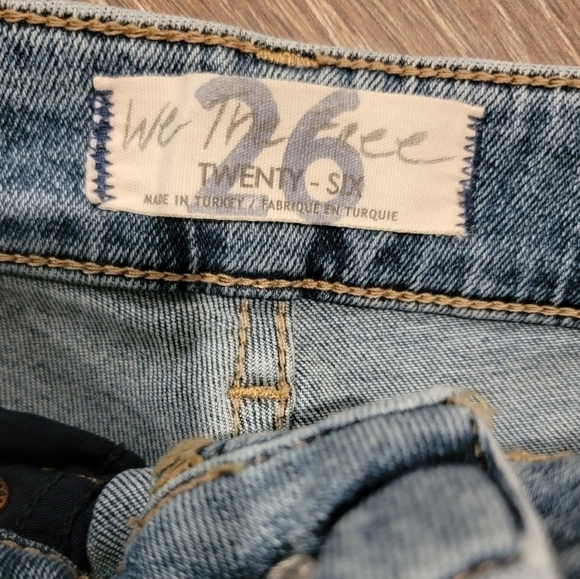 We The Free
26
TWENTY - SIX
MADE IN TURKEY / FABRIQUE EN TURQUIE